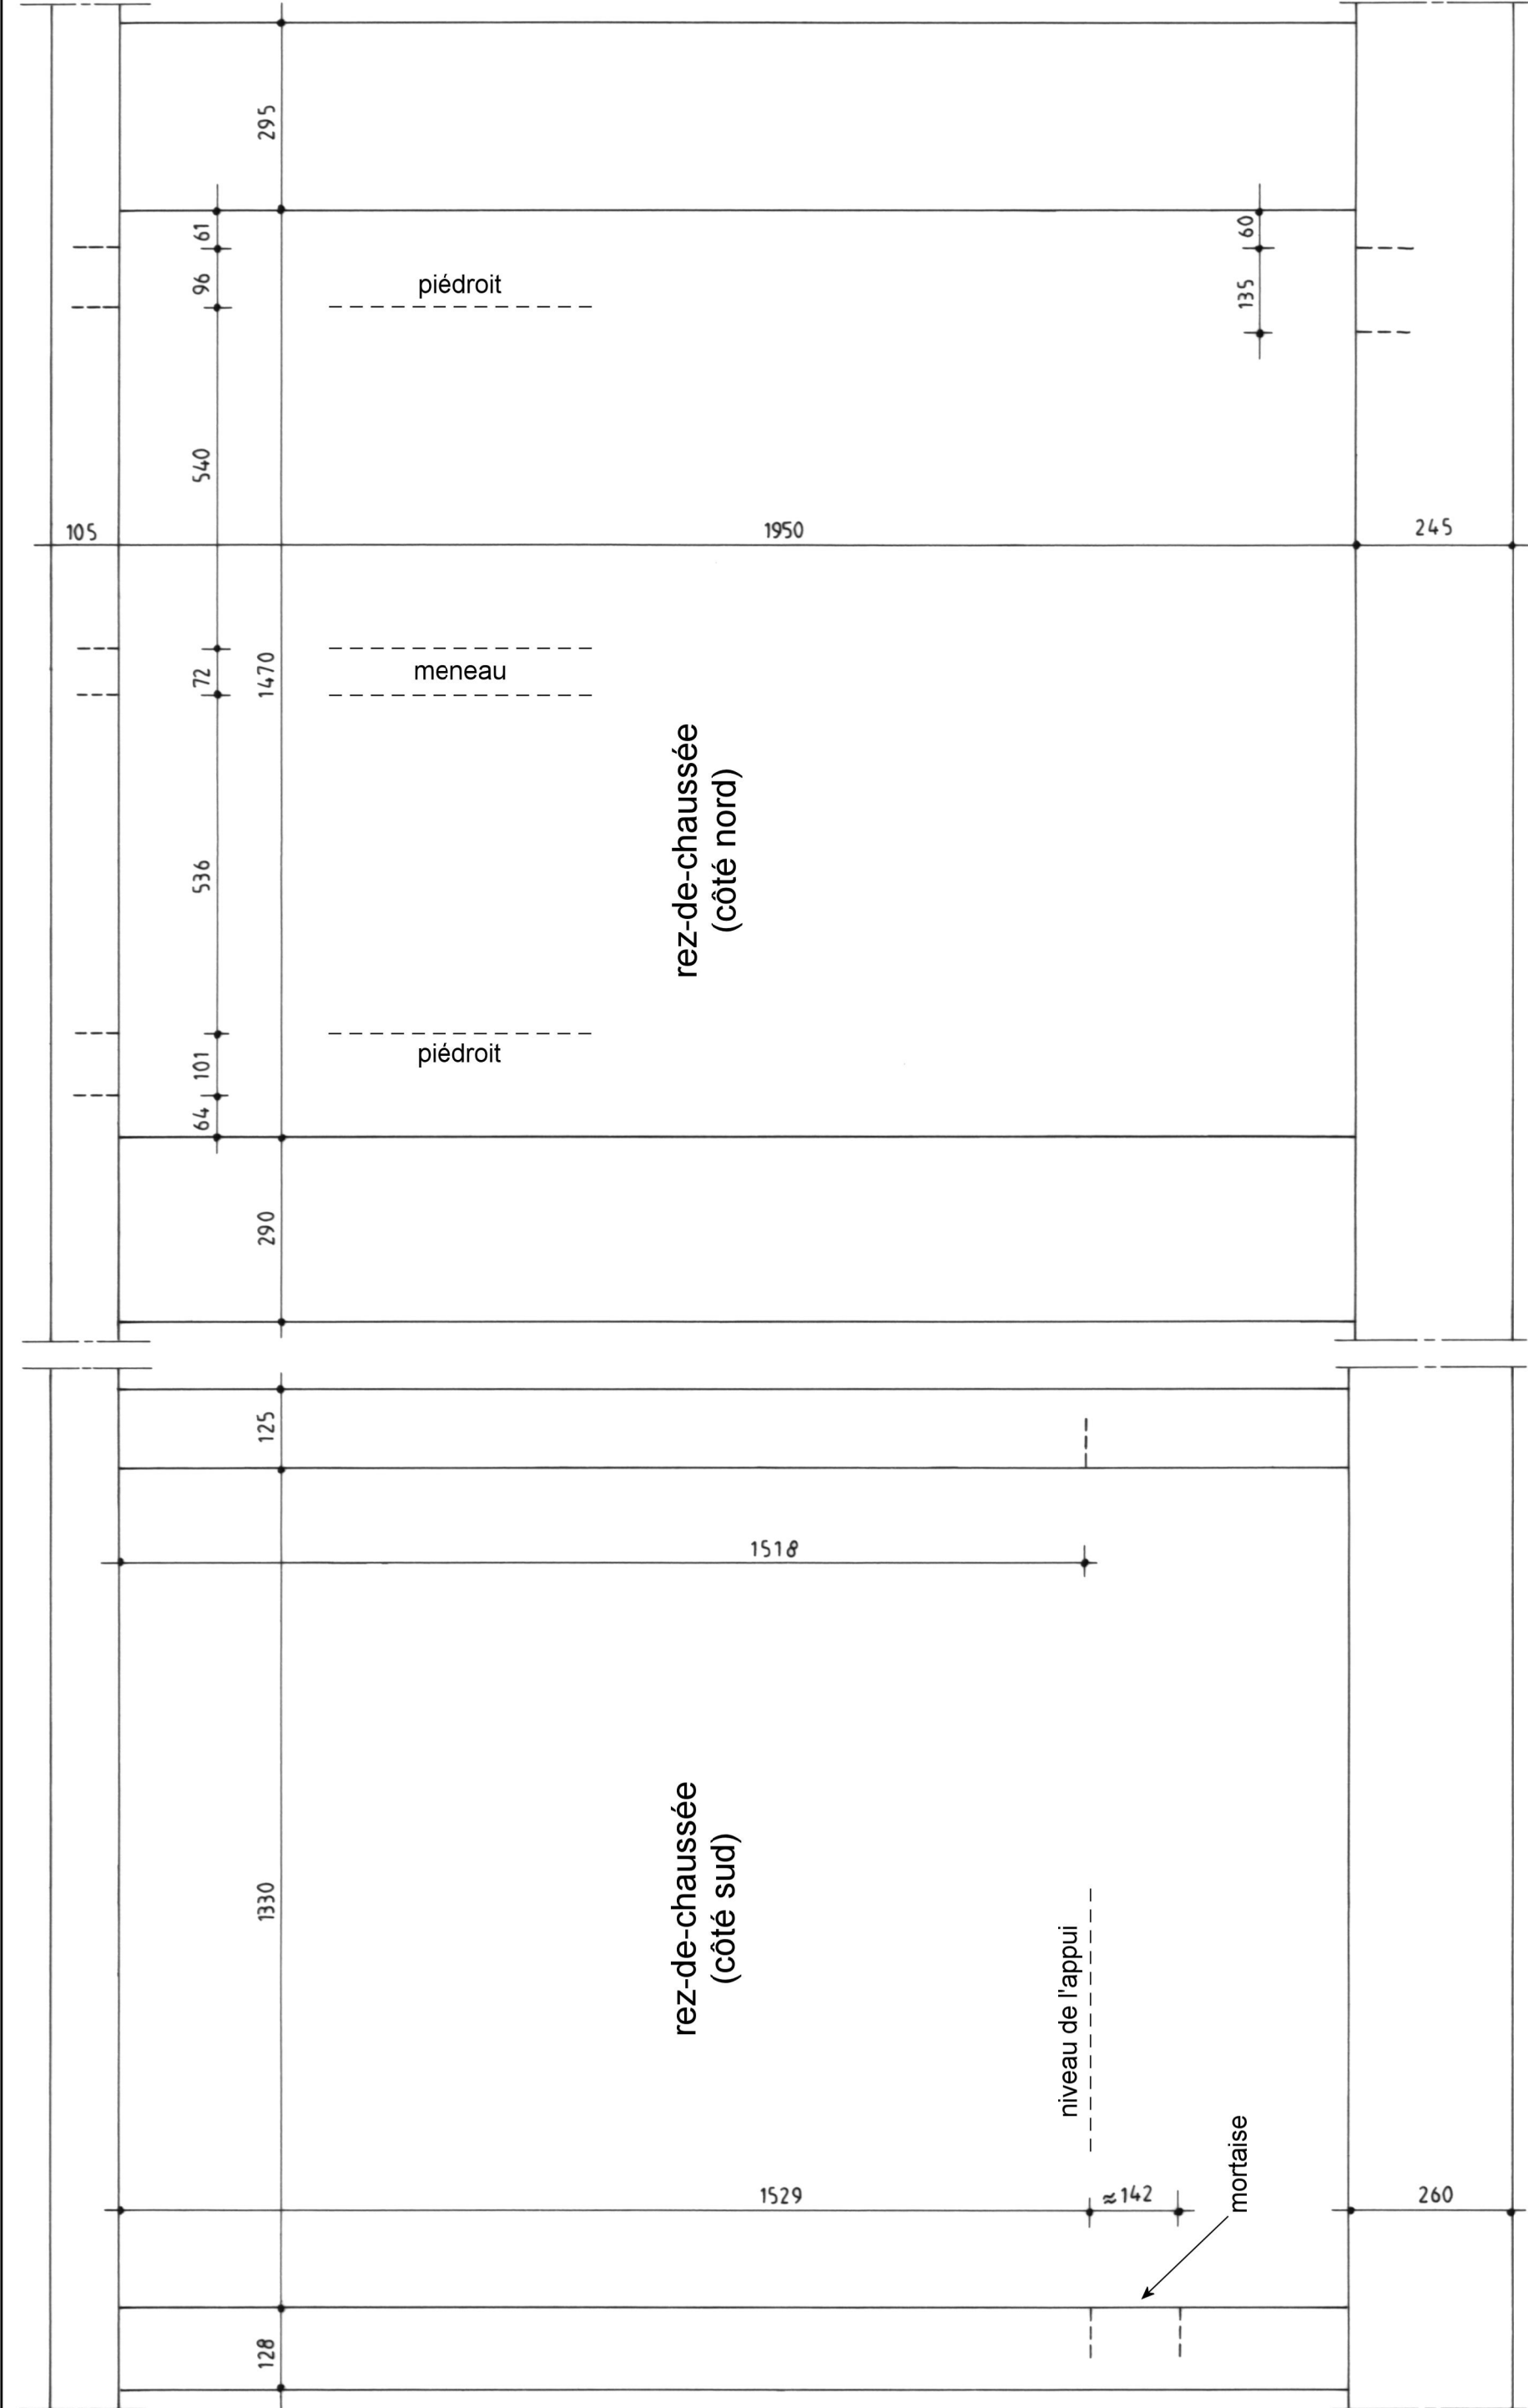 295
61
60
96
piédroit
135
540
105
1950
245
72
meneau
1470
rez-de-chaussée
(côté nord)
536
101
piédroit
64
290
125
1518
1330
rez-de-chaussée
(côté sud)
niveau de l'appui
mortaise
1529
≈142
260
128